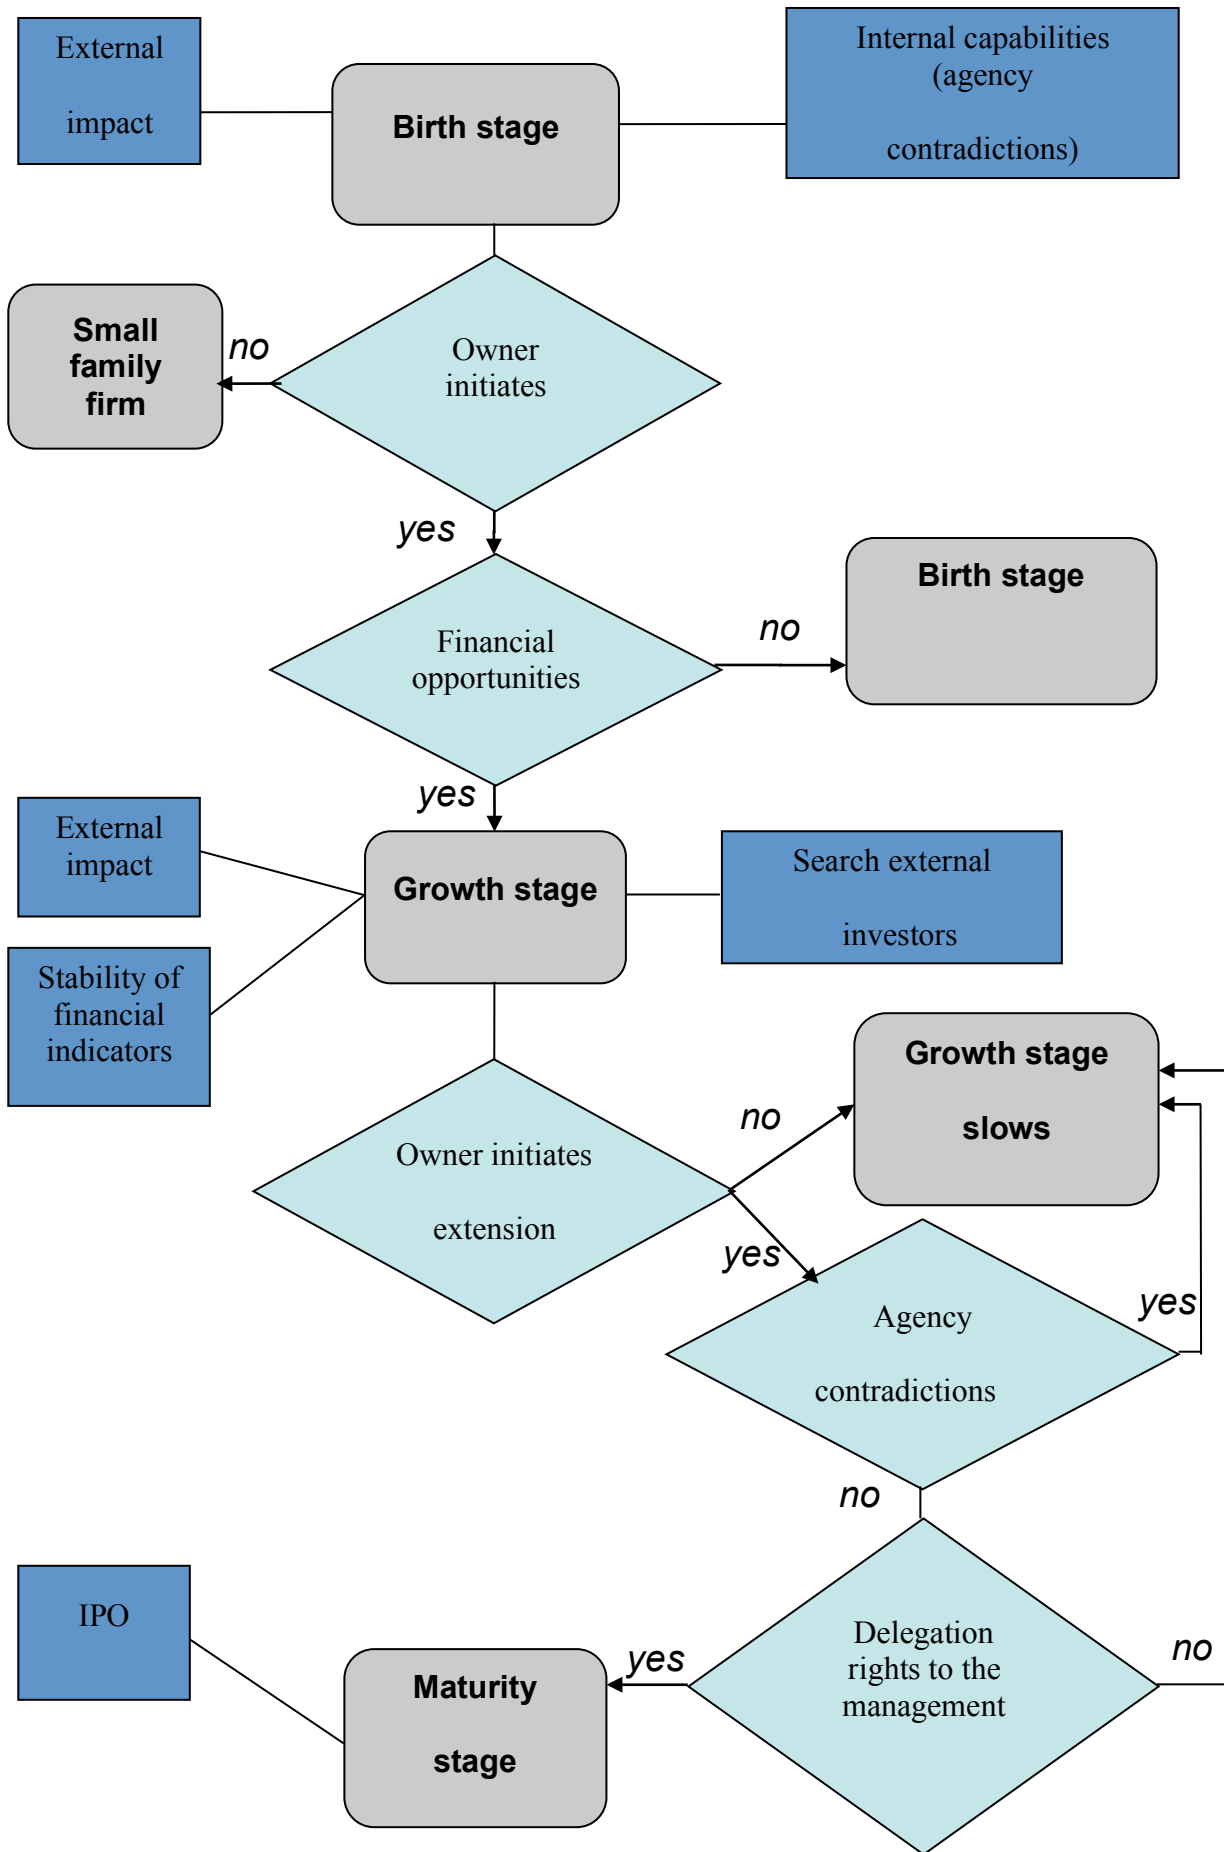 External
impact
Birth stage
Internal capabilities
(agency
contradictions)
Small
family
firm
no
Owner
initiates
yes
Financial
opportunities
no
Birth stage
yes
External
impact
Growth stage
Search external
investors
Stability of
financial
indicators
Growth stage
slows
no
Owner initiates
extension
yes
Agency
contradictions
yes
no
IPO
Maturity
stage
yes
Delegation
rights to the
management
no